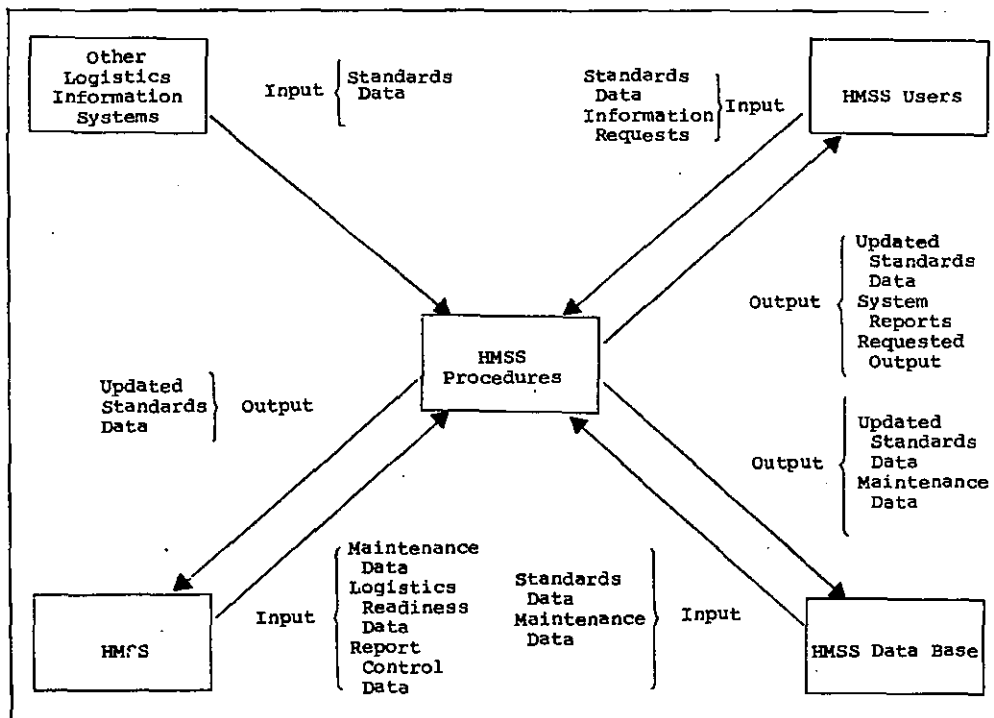 Other
Logistics
Information
Systems
Input
Standards
Data
Standards
Data
Information
Requests
Input
HMSS Users
Updated
Standards
Data
System
Reports
Requested
Output
Output
HMSS
Procedures
Updated
Standards
Data
Output
Output
Updated
Standards
Data
Maintenance
Data
HMFS
Input
Maintenance
Data
Logistics
Readiness
Data
Report
Control
Data
Standards
Data
Maintenance
Data
Input
HMSS Data Base